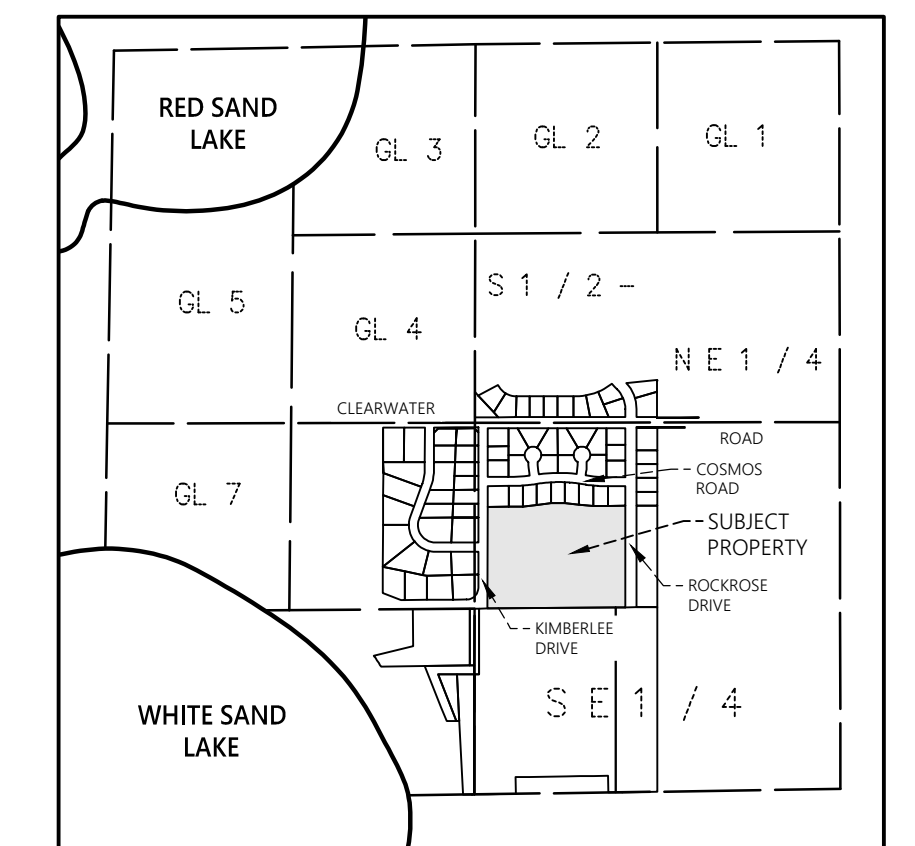 RED SAND
LAKE
GL 3
GL 2
GL 1
GL 5
GL 4
S 1 / 2 -
N E 1 / 4
CLEARWATER
ROAD
COSMOS
ROAD
GL 7
SUBJECT
PROPERTY
ROCKROSE
DRIVE
KIMBERLEE
DRIVE
WHITE SAND
LAKE
S E 1 / 4